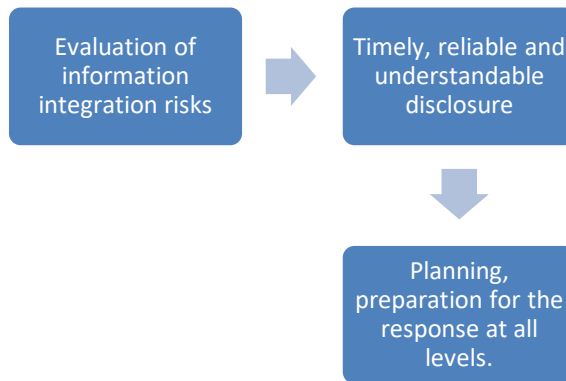 Evaluation of
information
integration risks
Timely, reliable and
understandable
disclosure
Planning,
preparation for the
response at all
levels.